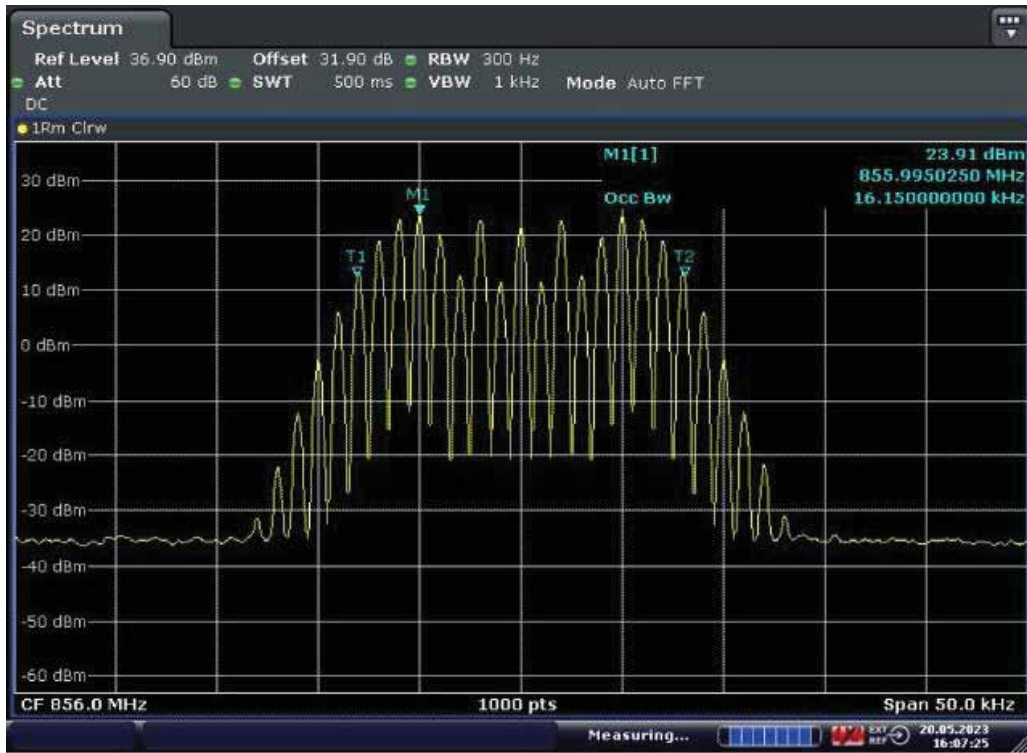 Spectrum
Ref Level 36.90 dBm Offset 31.90 dB RBW 300 Hz
Att 60 dB SWT 500 ms VBW 1 kHz Mode Auto FFT
DC
1Rm Clrw
M1[1] 23.91 dBm
855.9950250 MHz
Occ Bw 16.150000000 kHz
30 dBm
M1
20 dBm
T1 T2
10 dBm
0 dBm
-10 dBm
-20 dBm
-30 dBm
-40 dBm
-50 dBm
-60 dBm
CF 856.0 MHz 1000 pts Span 50.0 kHz
Measuring... EXT REF 20.05.2023
16:07:25